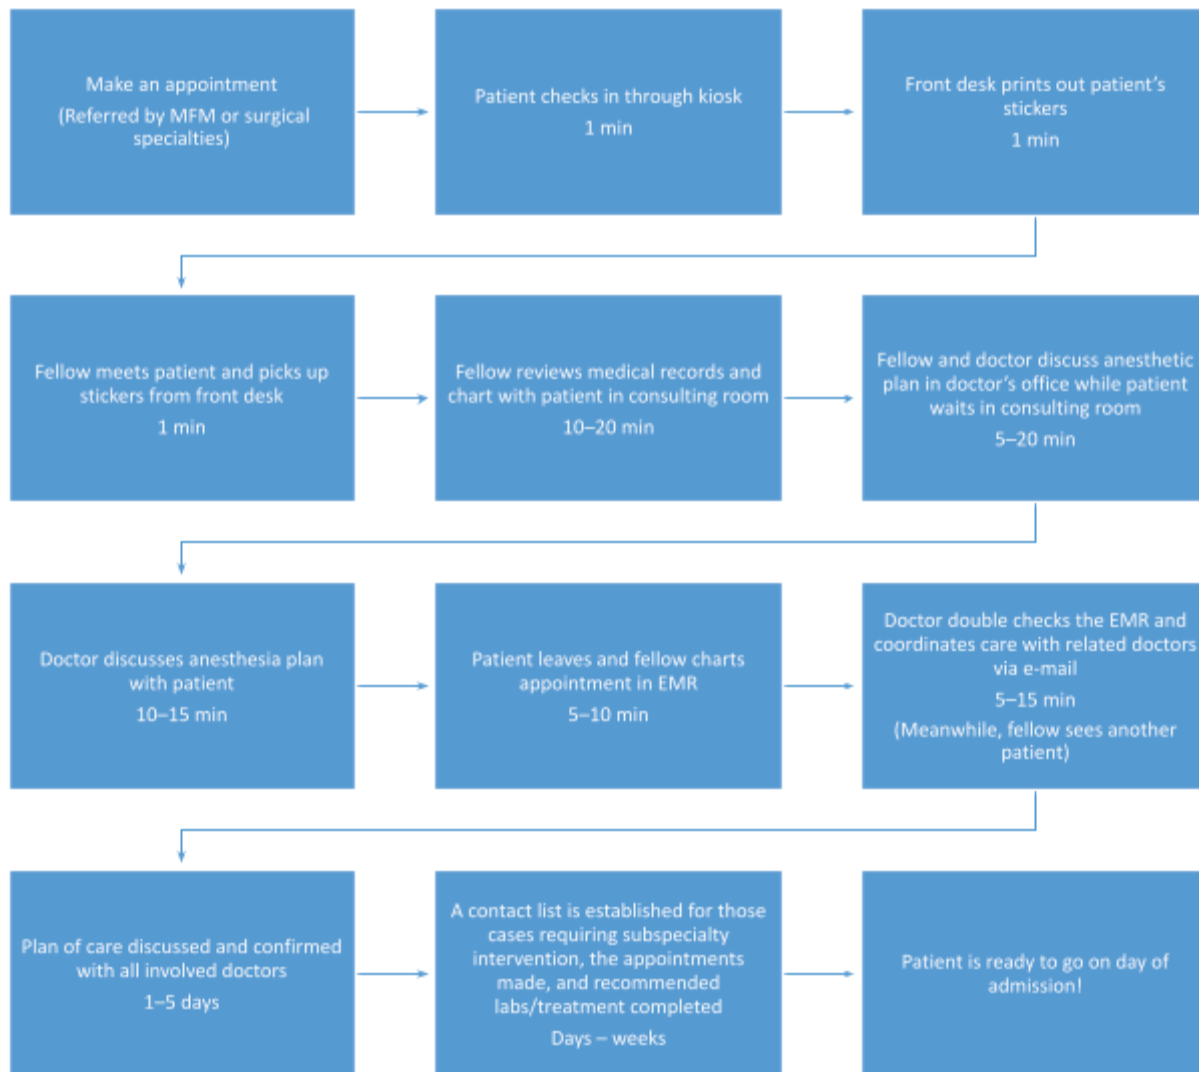 Make an appointment
(Referred by MFM or surgical
specialties)
Patient checks in through kiosk
1 min
Front desk prints out patient’s
stickers
1 min
Fellow meets patient and picks up
stickers from front desk
1 min
Fellow reviews medical records and
chart with patient in consulting room
10–20 min
Fellow and doctor discuss anesthetic
plan in doctor’s office while patient
waits in consulting room
5–20 min
Doctor discusses anesthesia plan
with patient
10–15 min
Patient leaves and fellow charts
appointment in EMR
5–10 min
Doctor double checks the EMR and
coordinates care with related doctors
via e-mail
5–15 min
(Meanwhile, fellow sees another
patient)
Plan of care discussed and confirmed
with all involved doctors
1–5 days
A contact list is established for those
cases requiring subspecialty
intervention, the appointments
made, and recommended
labs/treatment completed
Days – weeks
Patient is ready to go on day of
admission!